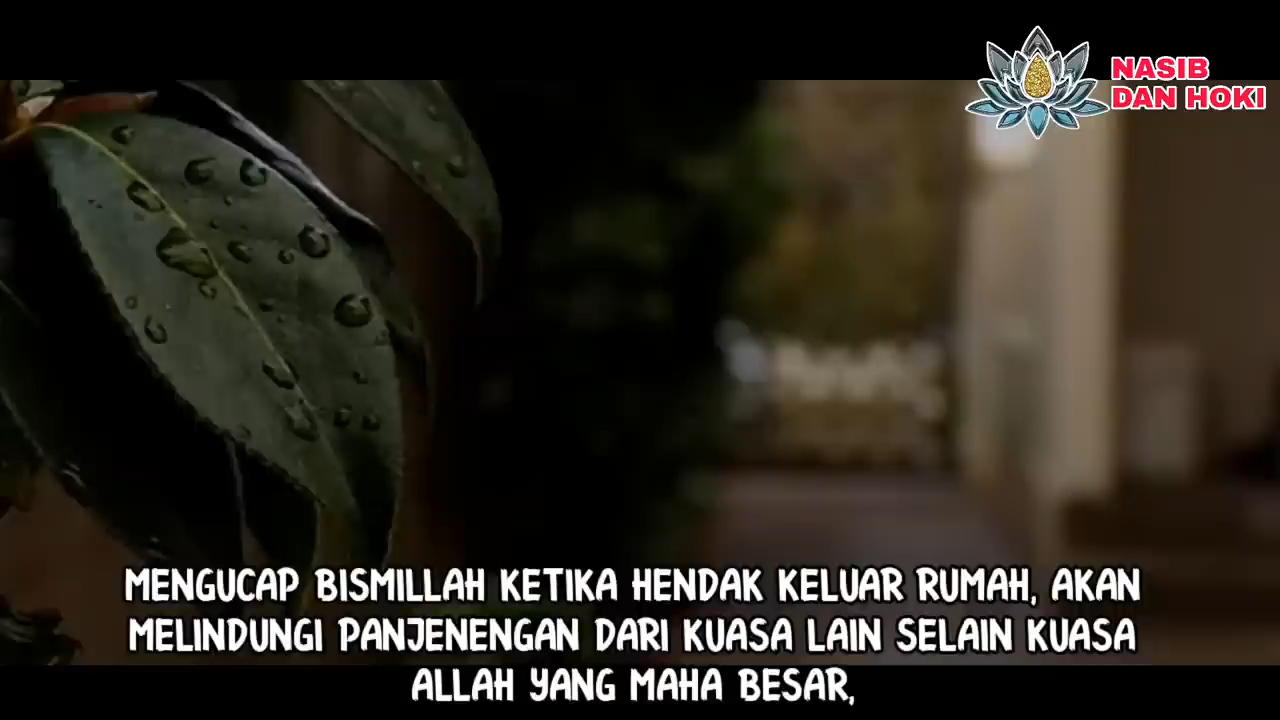 NASIB
DAN HOKI
MENGUCAP BISMILLAH KETIKA HENDAK KELUAR RUMAH, AKAN
MELINDUNGI PANJENENGAN DARI KUASA LAIN SELAIN KUASA
ALLAH YANG MAHA BESAR,